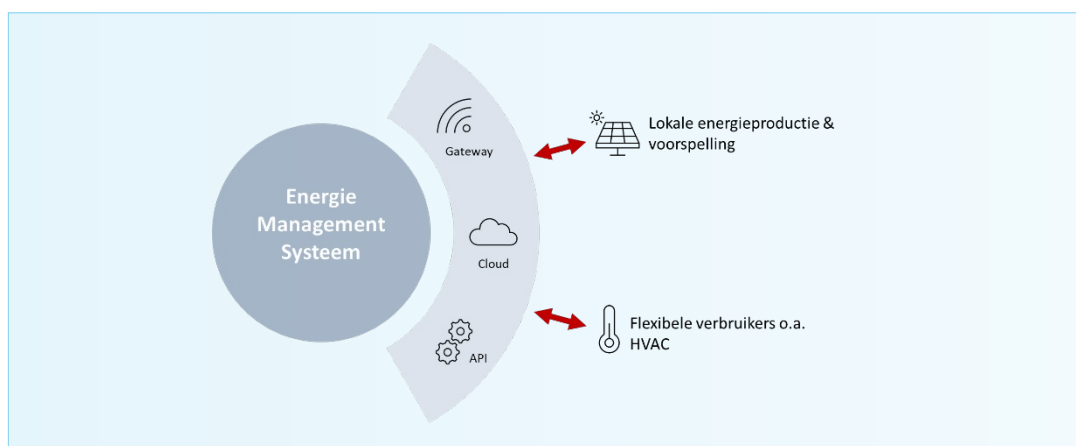 Energie
Management
Systeem
Gateway
Cloud
API
Lokale energieproductie &
voorspelling
Flexibele verbruikers o.a.
HVAC